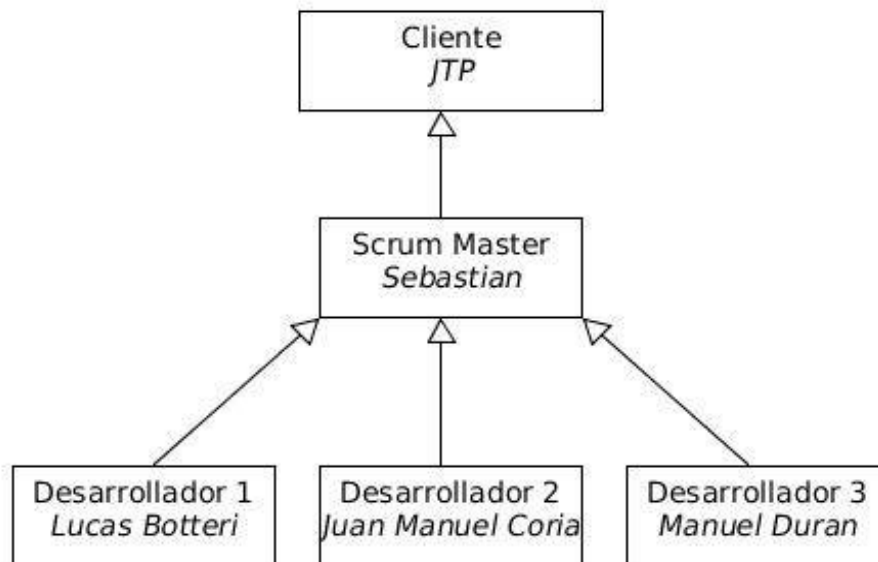 Cliente
JTP
Scrum Master
Sebastian
Desarrollador 1
Lucas Botteri
Desarrollador 2
Juan Manuel Coria
Desarrollador 3
Manuel Duran